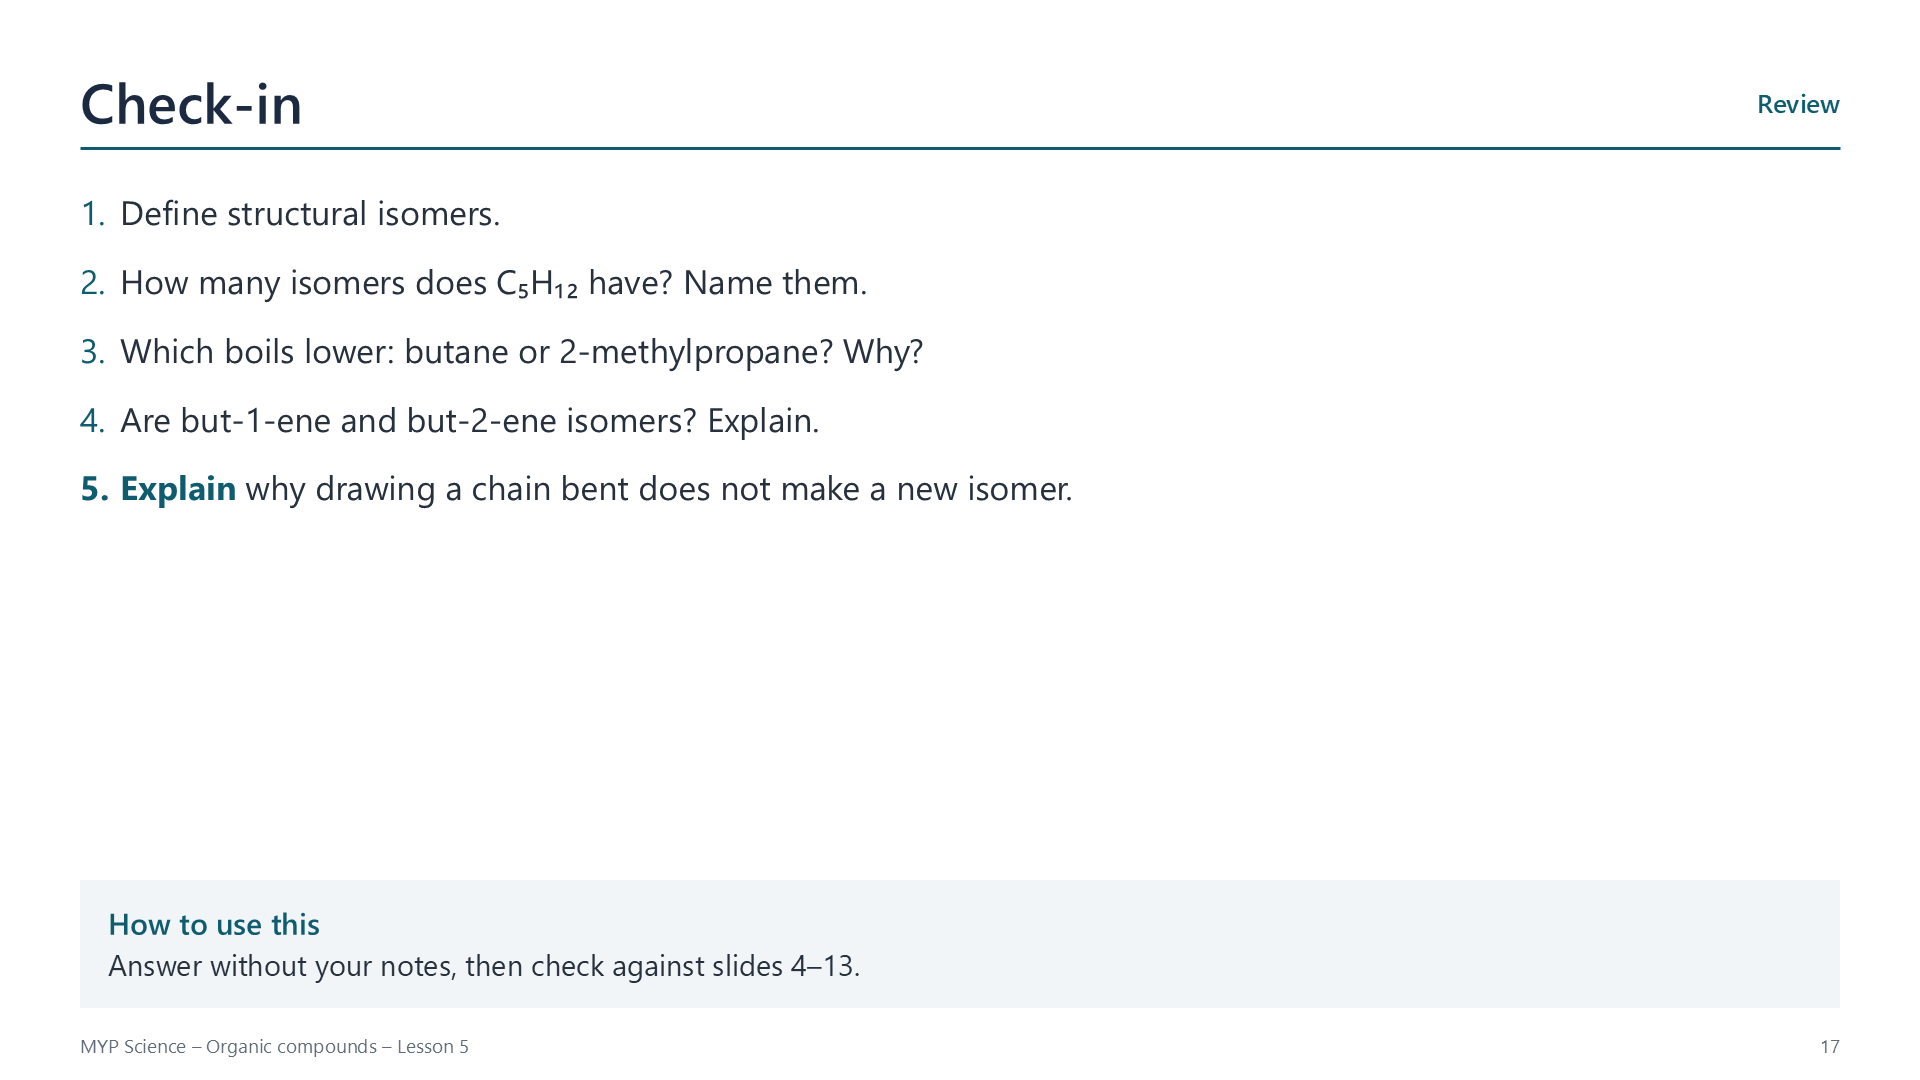 Check-in
Review
1. Define structural isomers.
2. How many isomers does C₅H₁₂ have? Name them.
3. Which boils lower: butane or 2-methylpropane? Why?
4. Are but-1-ene and but-2-ene isomers? Explain.
5. Explain why drawing a chain bent does not make a new isomer.
How to use this
Answer without your notes, then check against slides 4–13.
MYP Science – Organic compounds – Lesson 5
17